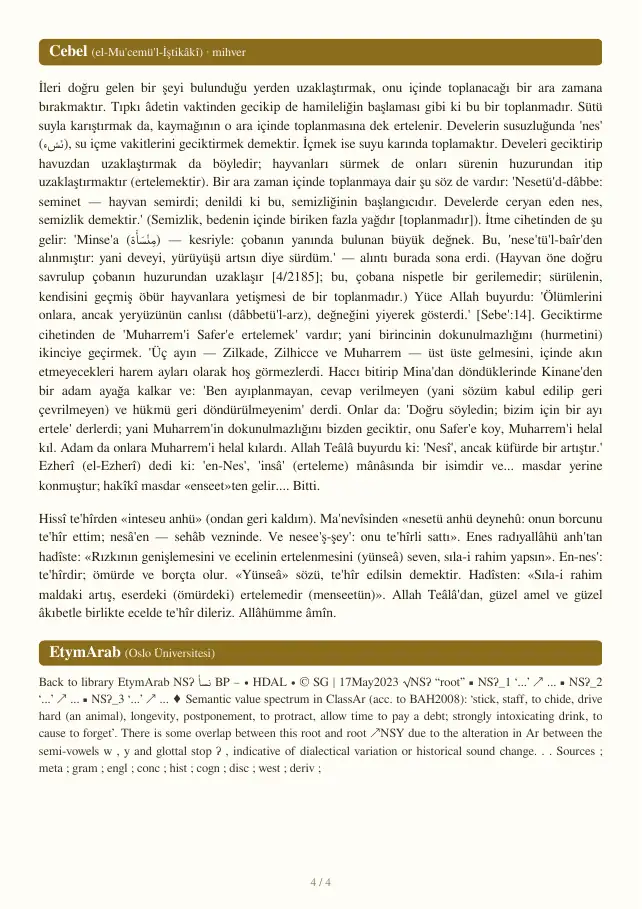 Cebel (el-Mu'cemü'l-İştikâkî) · mihver
İleri doğru gelen bir şeyi bulunduğu yerden uzaklaştırmak, onu içinde toplanacağı bir ara zamana
bırakmaktır. Tıpkı âdetin vaktinden gecikip de hamileliğin başlaması gibi ki bu bir toplanmadır. Sütü
suyla karıştırmak da, kaymağının o ara içinde toplanmasına dek ertelenir. Develerin susuzluğunda 'nes'
(نسْء), su içme vakitlerini geciktirmek demektir. İçmek ise suyu karında toplamaktır. Develeri geciktirip
havuzdan uzaklaştırmak da böyledir; hayvanları sürmek de onları sürenin huzurundan itip
uzaklaştırmaktır (ertelemektir). Bir ara zaman içinde toplanmaya dair şu söz de vardır: 'Nesetü'd-dâbbe:
seminet — hayvan semirdi; denildi ki bu, semizliğinin başlangıcıdır. Develerde ceryan eden nes,
semizlik demektir.' (Semizlik, bedenin içinde biriken fazla yağdır [toplanmadır]). İtme cihetinden de şu
gelir: 'Minse'a (مِنْسَأَة) — kesriyle: çobanın yanında bulunan büyük değnek. Bu, 'nese'tü'l-baîr'den
alınmıştır: yani deveyi, yürüyüşü artsın diye sürdüm.' — alıntı burada sona erdi. (Hayvan öne doğru
savrulup çobanın huzurundan uzaklaşır [4/2185]; bu, çobana nispetle bir gerilemedir; sürülenin,
kendisini geçmiş öbür hayvanlara yetişmesi de bir toplanmadır.) Yüce Allah buyurdu: 'Ölümlerini
onlara, ancak yeryüzünün canlısı (dâbbetü'l-arz), değneğini yiyerek gösterdi.' [Sebe':14]. Geciktirme
cihetinden de 'Muharrem'i Safer'e ertelemek' vardır; yani birincinin dokunulmazlığını (hurmetini)
ikinciye geçirmek. 'Üç ayın — Zilkade, Zilhicce ve Muharrem — üst üste gelmesini, içinde akın
etmeyecekleri harem ayları olarak hoş görmezlerdi. Haccı bitirip Mina'dan döndüklerinde Kinane'den
bir adam ayağa kalkar ve: 'Ben ayıplanmayan, cevap verilmeyen (yani sözüm kabul edilip geri
çevrilmeyen) ve hükmü geri döndürülmeyenim' derdi. Onlar da: 'Doğru söyledin; bizim için bir ayı
ertele' derlerdi; yani Muharrem'in dokunulmazlığını bizden geciktir, onu Safer'e koy, Muharrem'i helal
kıl. Adam da onlara Muharrem'i helal kılardı. Allah Teâlâ buyurdu ki: 'Nesî', ancak küfürde bir artıştır.'
Ezherî (el-Ezherî) dedi ki: 'en-Nes', 'insâ' (erteleme) mânâsında bir isimdir ve... masdar yerine
konmuştur; hakîkî masdar «enseet»ten gelir.... Bitti.
Hissî te'hîrden «inteseu anhü» (ondan geri kaldım). Ma'nevîsinden «nesetü anhü deynehû: onun borcunu
te'hîr ettim; nesâ'en — sehâb vezninde. Ve nesee'ş-şey': onu te'hîrli sattı». Enes radıyallâhü anh'tan
hadîste: «Rızkının genişlemesini ve ecelinin ertelenmesini (yünseâ) seven, sıla-i rahim yapsın». En-nes':
te'hîrdir; ömürde ve borçta olur. «Yünseâ» sözü, te'hîr edilsin demektir. Hadîsten: «Sıla-i rahim
maldaki artış, eserdeki (ömürdeki) ertelemedir (menseetün)». Allah Teâlâ'dan, güzel amel ve güzel
âkıbetle birlikte ecelde te'hîr dileriz. Allâhümme âmîn.
EtymArab (Oslo Üniversitesi)
Back to library EtymArab NSʔ نسأ BP – • HDAL • © SG | 17May2023 √NSʔ “root” ▪ NSʔ_1 ‘...’ ↗ ... ▪ NSʔ_2
‘...’ ↗ ... ▪ NSʔ_3 ‘...’ ↗ ... ♦ Semantic value spectrum in ClassAr (acc. to BAH2008): ‘stick, staff, to chide, drive
hard (an animal), longevity, postponement, to protract, allow time to pay a debt; strongly intoxicating drink, to
cause to forget’. There is some overlap between this root and root ↗NSY due to the alteration in Ar between the
semi-vowels w , y and glottal stop ʔ , indicative of dialectical variation or historical sound change. . . Sources ;
meta ; gram ; engl ; conc ; hist ; cogn ; disc ; west ; deriv ;
4 / 4